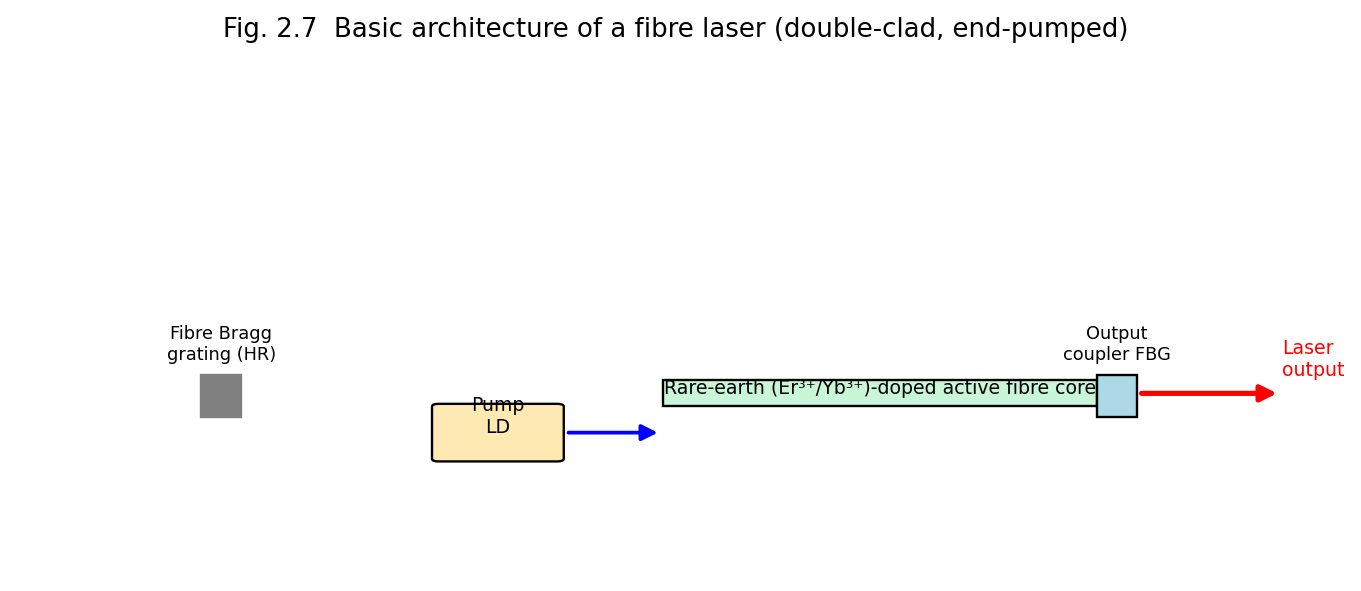 Fig. 2.7  Basic architecture of a fibre laser (double-clad, end-pumped)
Fibre Bragg
grating (HR)
Pump
LD
Rare-earth (Er³⁺/Yb³⁺)-doped active fibre core
Output
coupler FBG
Laser
output